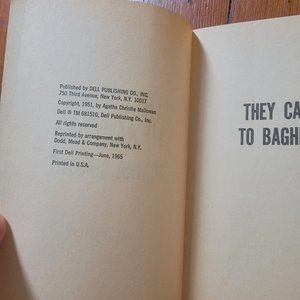 Published by DELL PUBLISHING CO., INC.
750 Third Avenue, New York, N.Y. 10017
Copyright, 1951, by Agatha Christie Mallowan
Dell ® TM 681510, Dell Publishing Co., Inc.
All rights reserved
Reprinted by arrangement with
Dodd, Mead & Company, New York, N.Y.
First Dell Printing—June, 1965
Printed in U.S.A.
THEY CA
TO BAGH